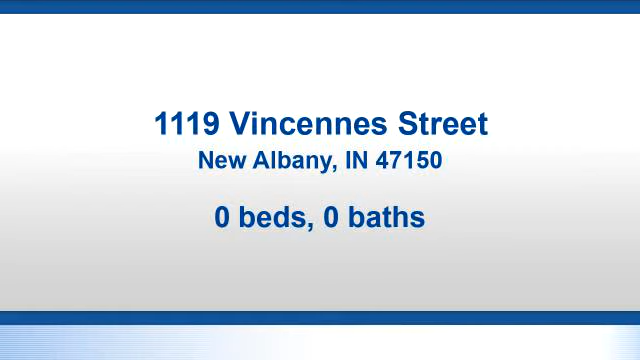 1119 Vincennes Street
New Albany, IN 47150
0 beds, 0 baths